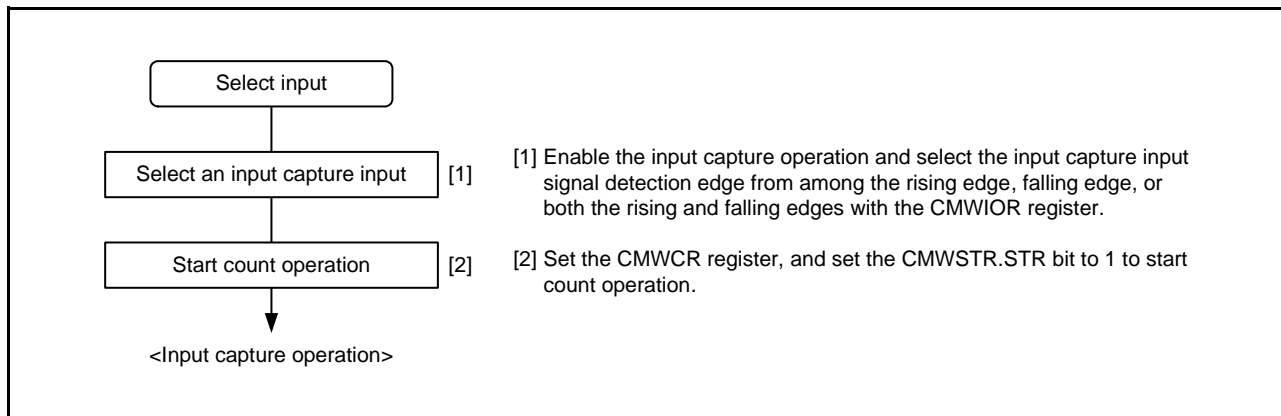 Select input
Select an input capture input [1]
[1] Enable the input capture operation and select the input capture input
signal detection edge from among the rising edge, falling edge, or
both the rising and falling edges with the CMWIOR register.
Start count operation [2]
[2] Set the CMWCR register, and set the CMWSTR.STR bit to 1 to start
count operation.
<Input capture operation>